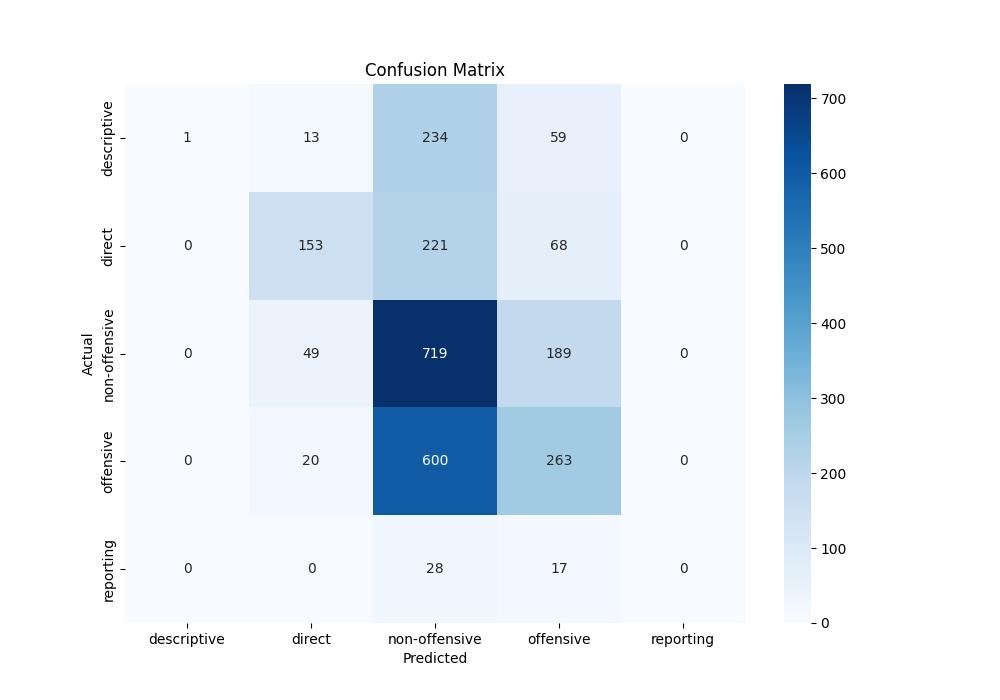 Confusion Matrix
descriptive
1 13 234 59 0
direct
0 153 221 68 0
Actual
non-offensive
0 49 719 189 0
offensive
0 20 600 263 0
reporting
0 0 28 17 0
descriptive direct non-offensive offensive reporting
Predicted
700
600
500
400
300
200
100
0